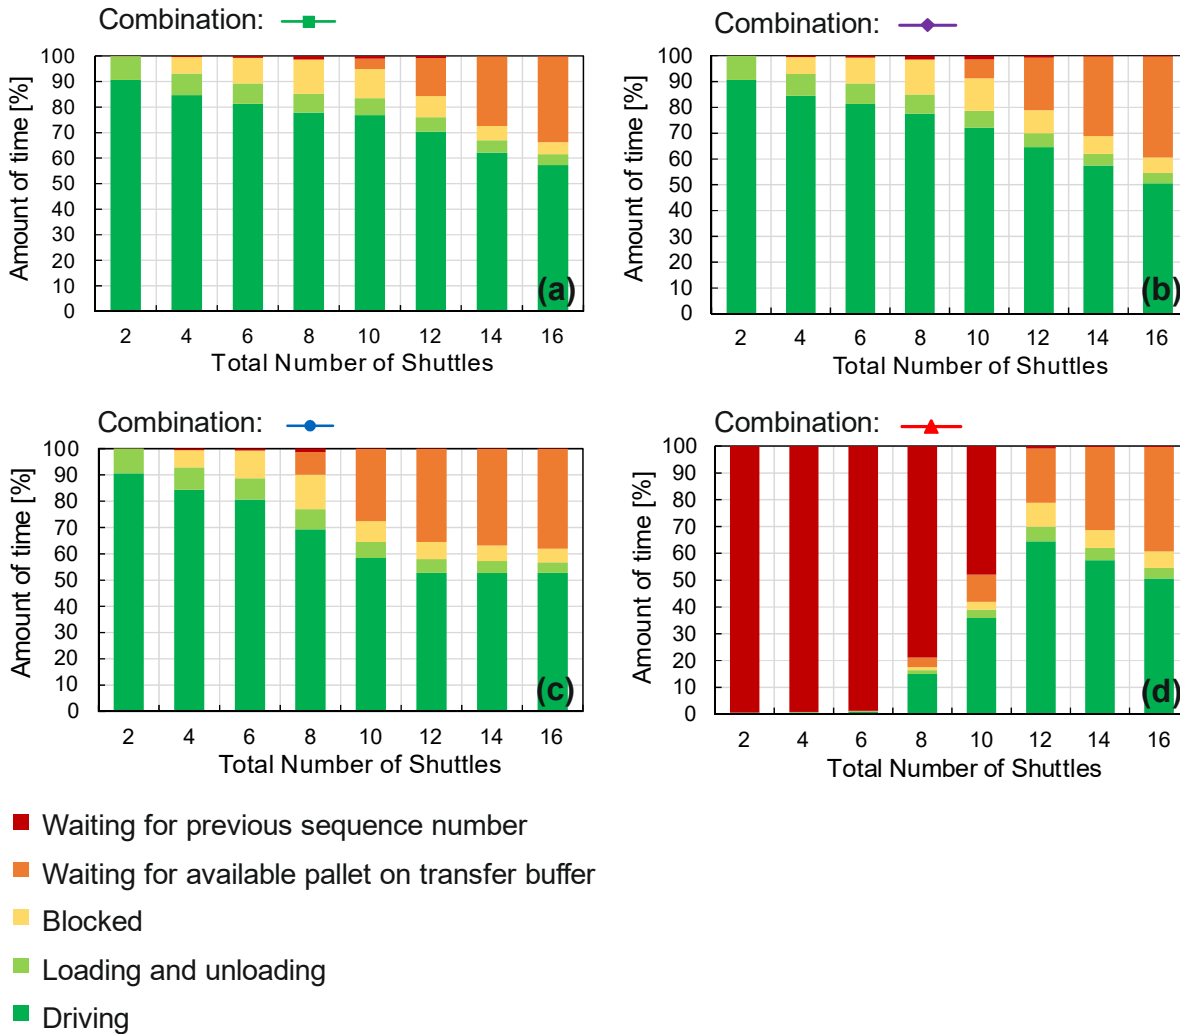 Combination:
Amount of time [%]
100
90
80
70
60
50
40
30
20
10
0
(a)
2 4 6 8 10 12 14 16
Total Number of Shuttles
Combination:
Amount of time [%]
100
90
80
70
60
50
40
30
20
10
0
(b)
2 4 6 8 10 12 14 16
Total Number of Shuttles
Combination:
Amount of time [%]
100
90
80
70
60
50
40
30
20
10
0
(c)
2 4 6 8 10 12 14 16
Total Number of Shuttles
Combination:
Amount of time [%]
100
90
80
70
60
50
40
30
20
10
0
(d)
2 4 6 8 10 12 14 16
Total Number of Shuttles
Waiting for previous sequence number
Waiting for available pallet on transfer buffer
Blocked
Loading and unloading
Driving